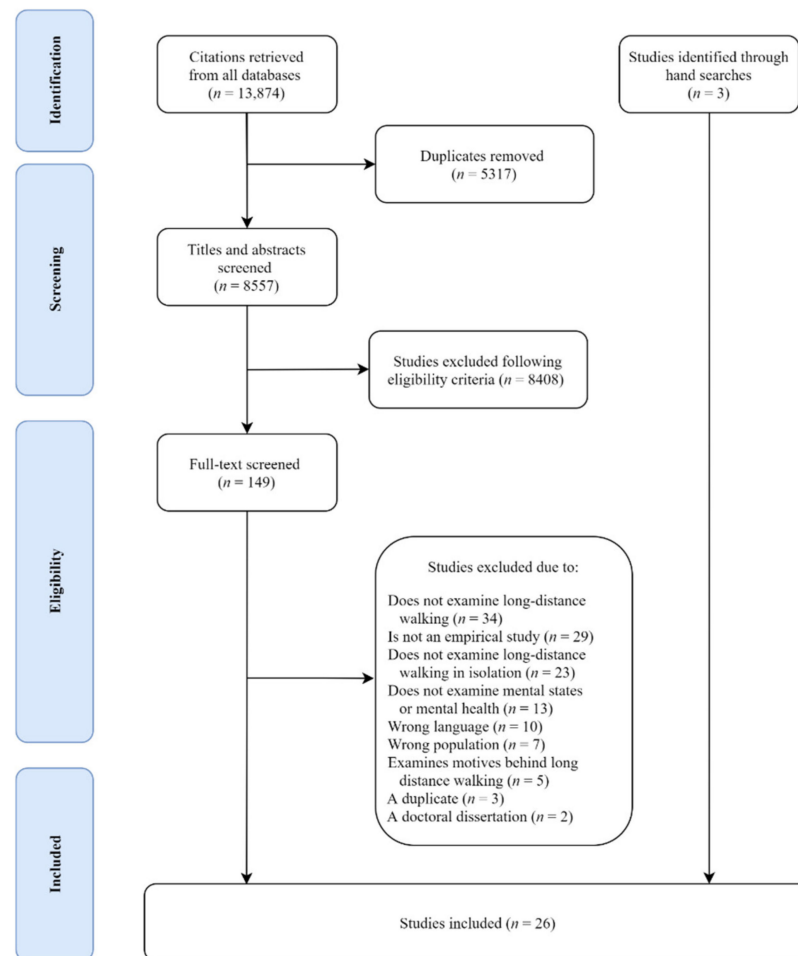 Identification
Citations retrieved
from all databases
(n = 13,874)
Studies identified through
hand searches
(n = 3)
Duplicates removed
(n = 5317)
Screening
Titles and abstracts
screened
(n = 8557)
Studies excluded following
eligibility criteria (n = 8408)
Eligibility
Full-text screened
(n = 149)
Studies excluded due to:
Does not examine long-distance
walking (n = 34)
Is not an empirical study (n = 29)
Does not examine long-distance
walking in isolation (n = 23)
Does not examine mental states
or mental health (n = 13)
Wrong language (n = 10)
Wrong population (n = 7)
Examines motives behind long
distance walking (n = 5)
A duplicate (n = 3)
A doctoral dissertation (n = 2)
Included
Studies included (n = 26)